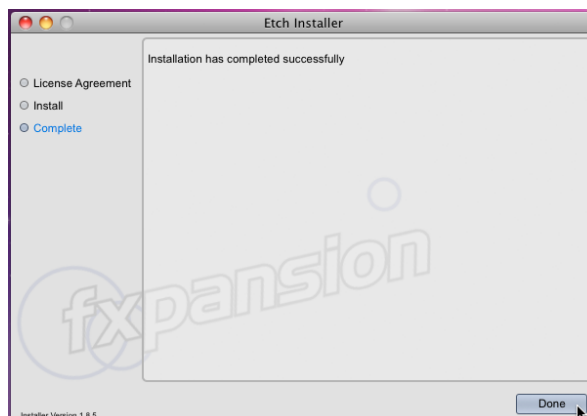 Etch Installer
Installation has completed successfully
License Agreement
Install
Complete
fxpansion
Done
Installer Version 1.8.5